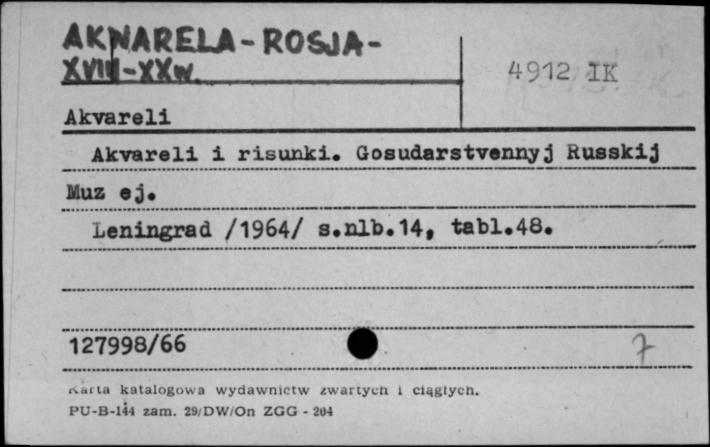 AKWARELA - ROSJA -
XVIII-XXw.
4912 IK
Akvareli
Akvareli i risunki. Gosudarstvennyj Russkij
Muz ej.
Leningrad /1964/ s.nlb.14, tabl.48.
127998/66
7
Karta katalogowa wydawnictw zwartych i ciągłych.
PU-B-144 zam. 29/DW/On ZGG - 204